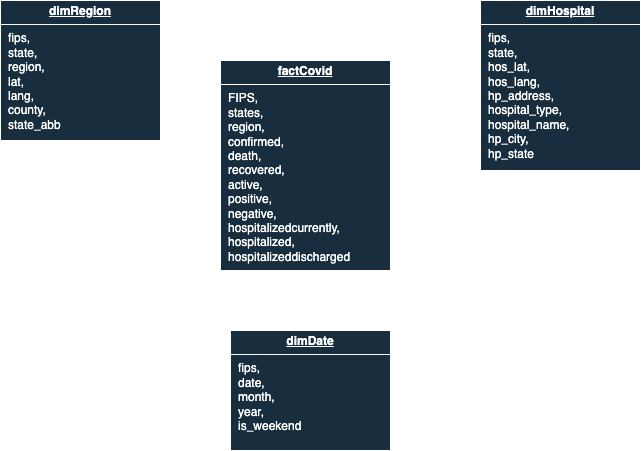 dimRegion
fips,
state,
region,
lat,
lang,
county,
state_abb
factCovid
FIPS,
states,
region,
confirmed,
death,
recovered,
active,
positive,
negative,
hospitalizedcurrently,
hospitalized,
hospitalizeddischarged
dimHospital
fips,
state,
hos_lat,
hos_lang,
hp_address,
hospital_type,
hospital_name,
hp_city,
hp_state
dimDate
fips,
date,
month,
year,
is_weekend